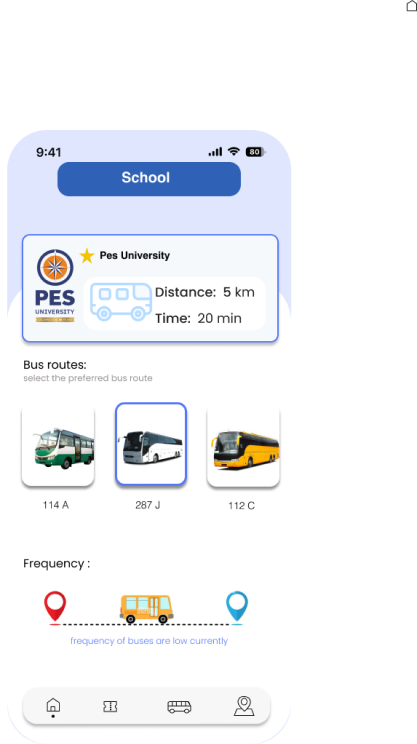 9:41
80
School
Pes University
PES
UNIVERSITY
Distance: 5 km
Time: 20 min
Bus routes:
select the preferred bus route
114 A
287 J
112 C
Frequency :
frequency of buses are low currently